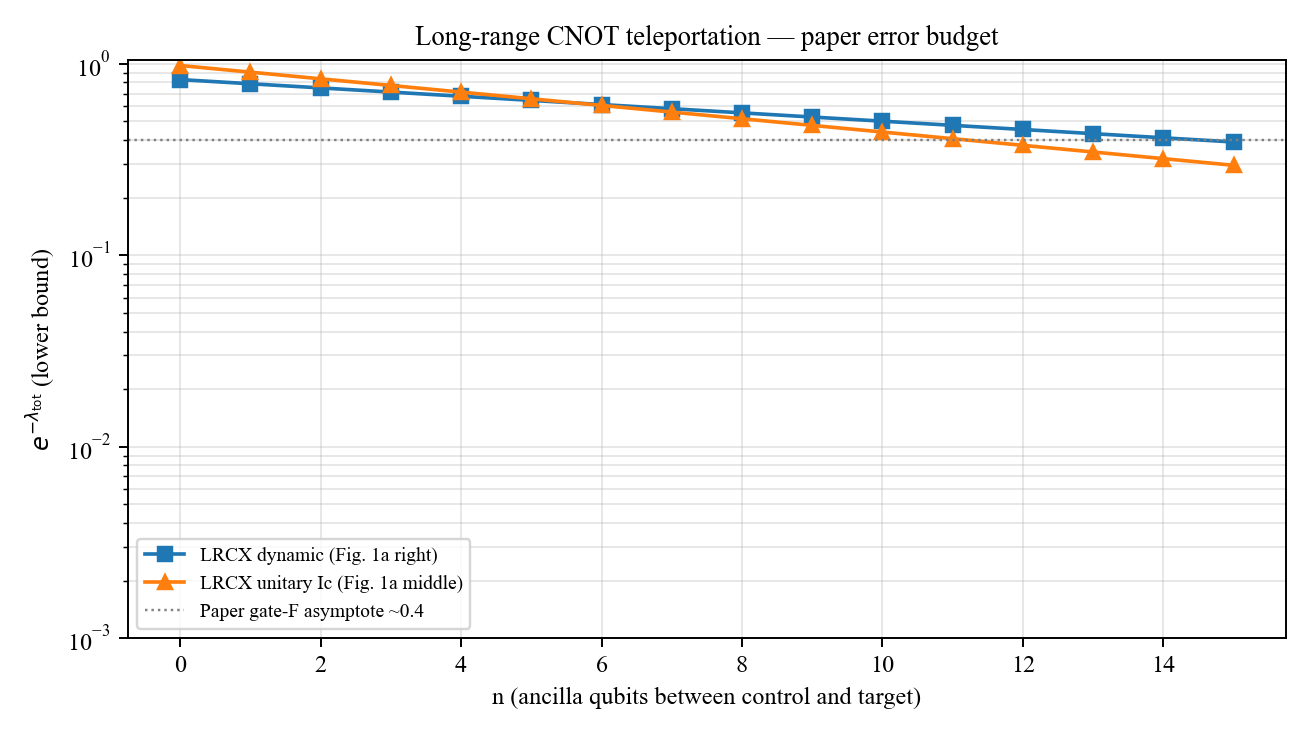 Long-range CNOT teleportation — paper error budget
e^{−λ_tot} (lower bound)
10^0
10^{−1}
10^{−2}
10^{−3}
LRCX dynamic (Fig. 1a right)
LRCX unitary Ic (Fig. 1a middle)
Paper gate-F asymptote ~0.4
0 2 4 6 8 10 12 14
n (ancilla qubits between control and target)